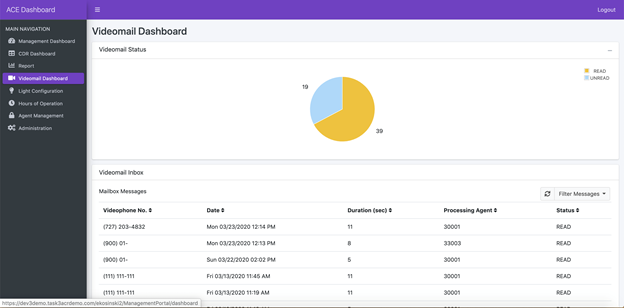 ACE Dashboard
Logout
MAIN NAVIGATION
Management Dashboard
CDR Dashboard
Report
Videomail Dashboard
Light Configuration
Hours of Operation
Agent Management
Administration
Videomail Dashboard
Videomail Status
READ
UNREAD
19
39
Videomail Inbox
Mailbox Messages
Filter Messages
Videophone No. Date Duration (sec) Processing Agent Status
(727) 203-4832 Mon 03/23/2020 12:14 PM 11 30001 READ
(900) 01- Mon 03/23/2020 12:13 PM 8 33003 READ
(900) 01- Sun 03/22/2020 02:02 PM 5 30001 READ
(111) 111-111 Fri 03/13/2020 11:45 AM 11 30001 READ
(111) 111-111 Fri 03/13/2020 11:19 AM 11 30001 READ
https://dev3demo.task3acrdemo.com/ekosinski2/ManagementPortal/dashboard